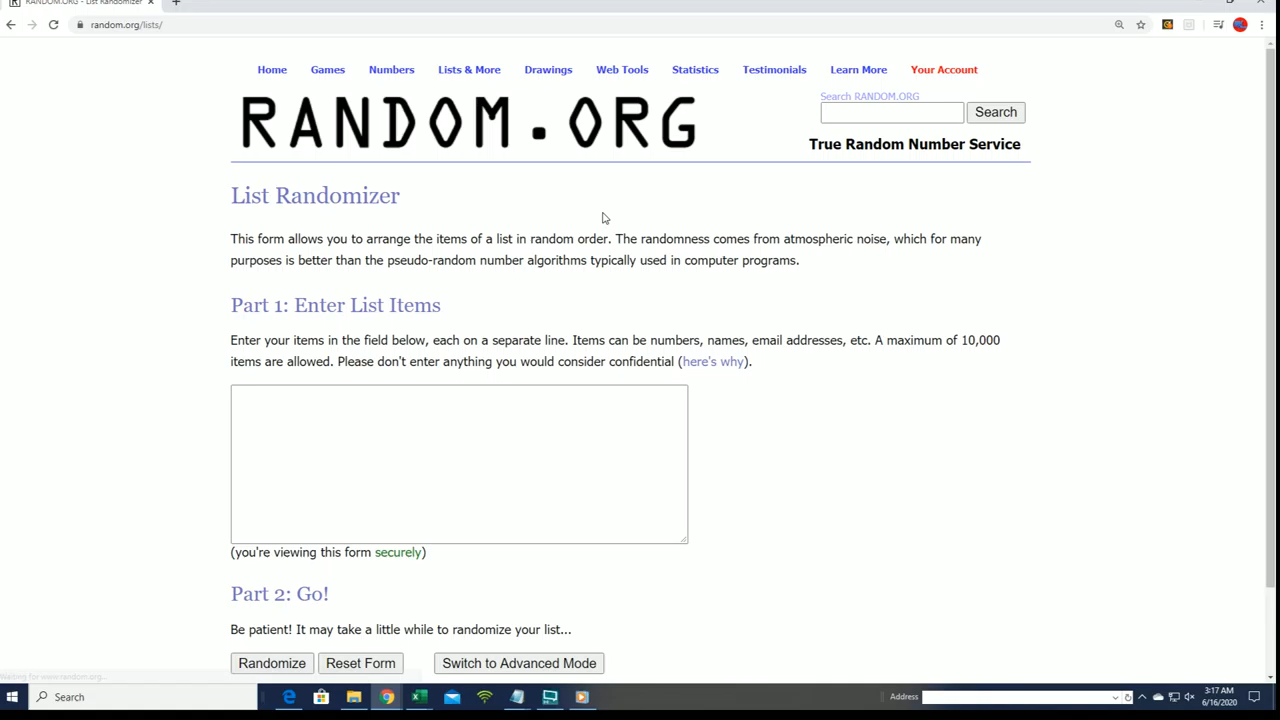 RANDOM.ORG - List Randomizer
random.org/lists/
Home Games Numbers Lists & More Drawings Web Tools Statistics Testimonials Learn More Your Account
Search RANDOM.ORG
RANDOM.ORG
Search
True Random Number Service
List Randomizer
This form allows you to arrange the items of a list in random order. The randomness comes from atmospheric noise, which for many
purposes is better than the pseudo-random number algorithms typically used in computer programs.
Part 1: Enter List Items
Enter your items in the field below, each on a separate line. Items can be numbers, names, email addresses, etc. A maximum of 10,000
items are allowed. Please don't enter anything you would consider confidential (here's why).
(you're viewing this form securely)
Part 2: Go!
Be patient! It may take a little while to randomize your list...
Randomize Reset Form Switch to Advanced Mode
Waiting for www.random.org...
Search
Address
3:17 AM
6/16/2020